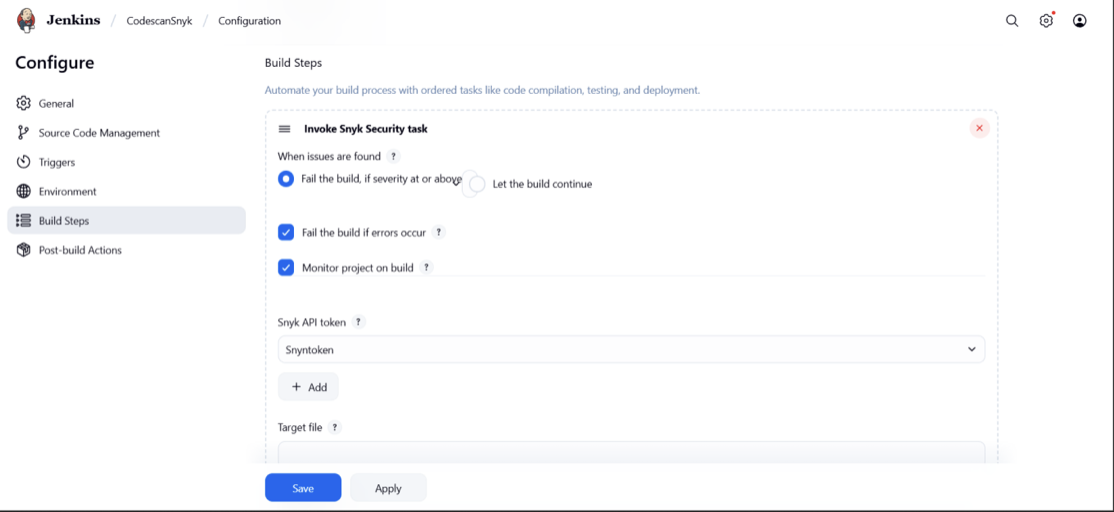 Jenkins / CodescanSnyk / Configuration
Configure
General
Source Code Management
Triggers
Environment
Build Steps
Post-build Actions
Build Steps
Automate your build process with ordered tasks like code compilation, testing, and deployment.
Invoke Snyk Security task
When issues are found ?
Fail the build, if severity at or above Let the build continue
Fail the build if errors occur ?
Monitor project on build ?
Snyk API token ?
Snyntoken
+ Add
Target file ?
Save Apply